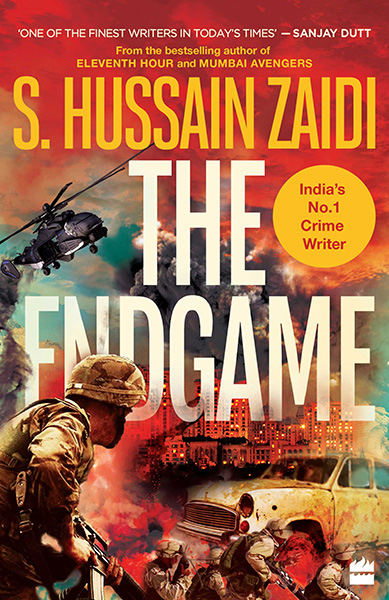 ‘ONE OF THE FINEST WRITERS IN TODAY’S TIMES’ — SANJAY DUTT
From the bestselling author of
ELEVENTH HOUR and MUMBAI AVENGERS
S. HUSSAIN ZAIDI
THE
India’s
No.1
Crime
Writer
ENDGAME